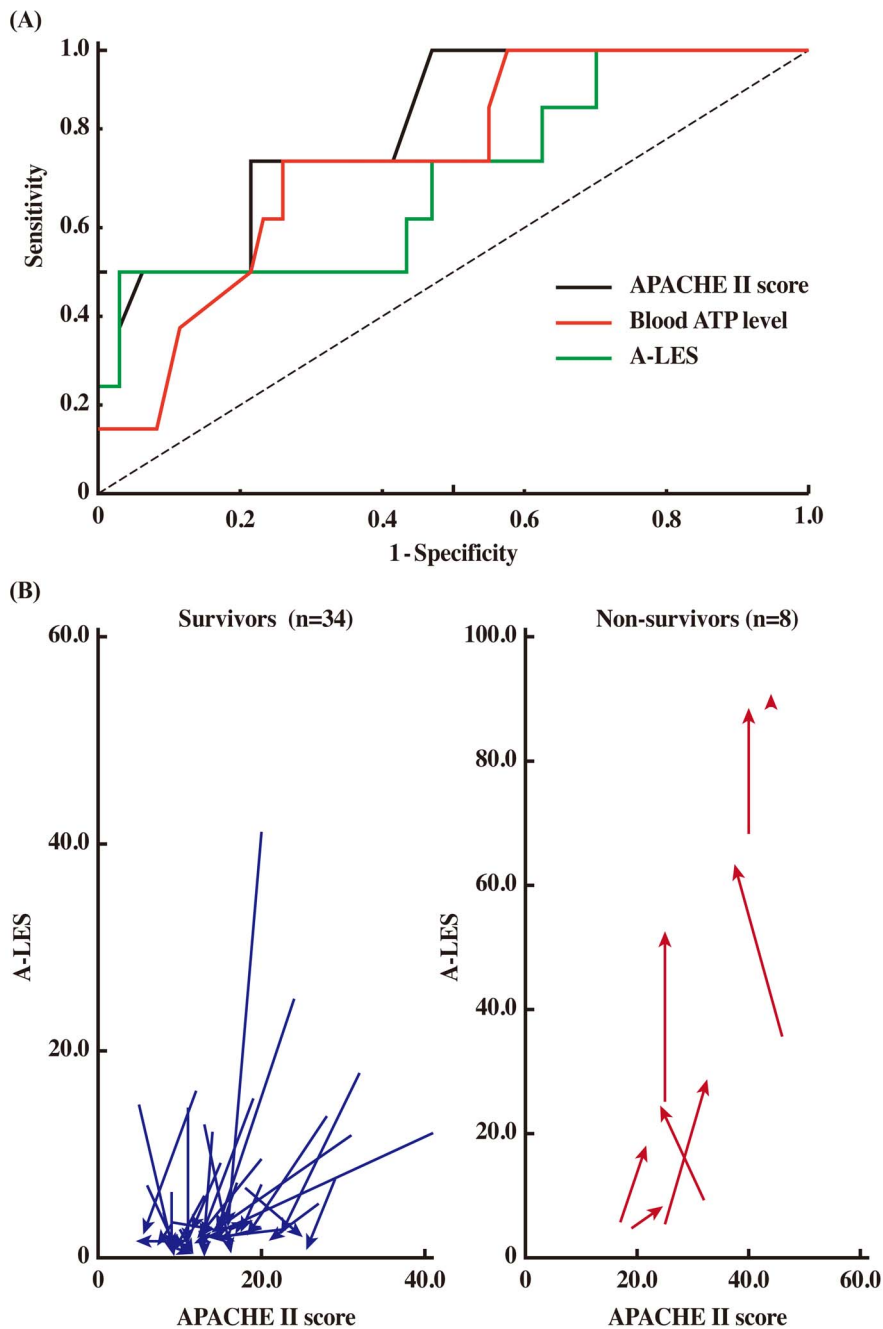 (A)
1.0
0.8
0.6
0.4
0.2
0
Sensitivity
APACHE II score
Blood ATP level
A-LES
0
0.2
0.4
0.6
0.8
1.0
1-Specificity
(B)
Survivors (n=34)
60.0
40.0
20.0
0
A-LES
0
20.0
40.0
APACHE II score
Non-survivors (n=8)
100.0
80.0
60.0
40.0
20.0
0
A-LES
0
20.0
40.0
60.0
APACHE II score